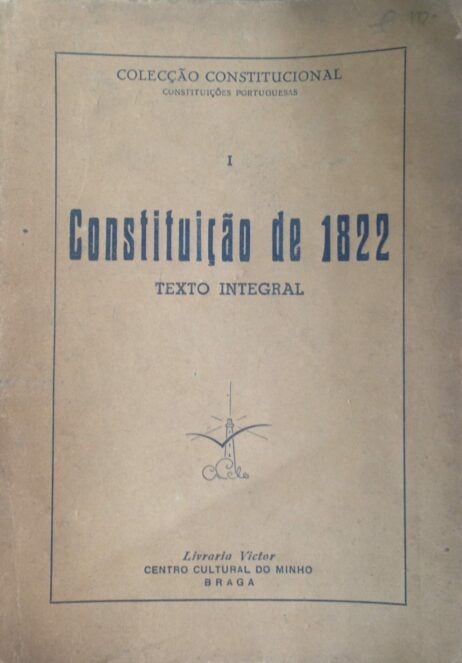 COLECÇÃO CONSTITUCIONAL
CONSTITUIÇÕES PORTUGUESAS
I
Constituição de 1822
TEXTO INTEGRAL
Livraria Victor
CENTRO CULTURAL DO MINHO
BRAGA